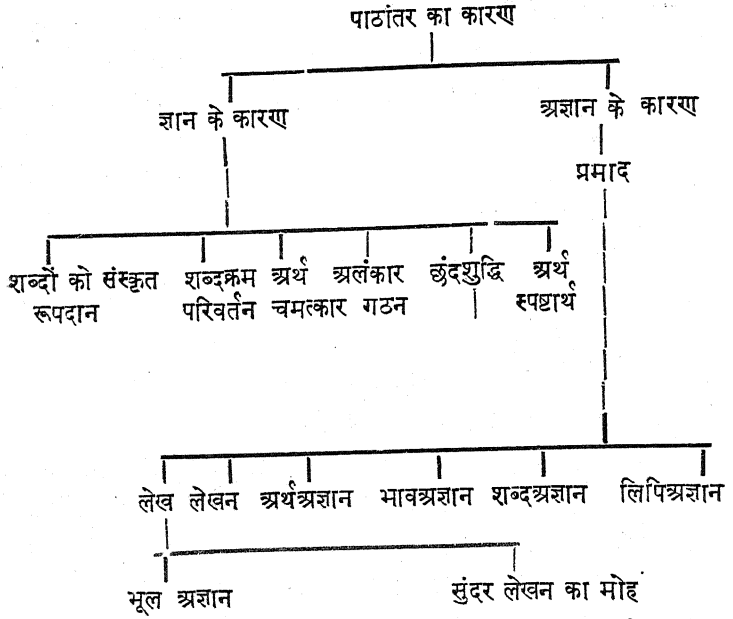 पाठांतर का कारण
ज्ञान के कारण अज्ञान के कारण
प्रमाद
शब्दों को संस्कृत शब्दक्रम अर्थ अलंकार छंदशुद्धि अर्थ
रूपदान परिवर्तन चमत्कार गठन स्पष्टार्थ
लेख लेखन अर्थअज्ञान भावअज्ञान शब्दअज्ञान लिपिअज्ञान
भूल अज्ञान सुंदर लेखन का मोह